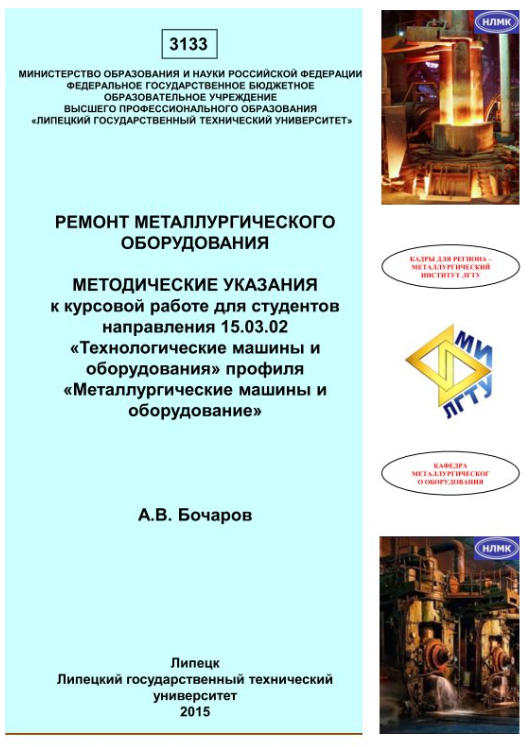 3133
МИНИСТЕРСТВО ОБРАЗОВАНИЯ И НАУКИ РОССИЙСКОЙ ФЕДЕРАЦИИ
ФЕДЕРАЛЬНОЕ ГОСУДАРСТВЕННОЕ БЮДЖЕТНОЕ
ОБРАЗОВАТЕЛЬНОЕ УЧРЕЖДЕНИЕ
ВЫСШЕГО ПРОФЕССИОНАЛЬНОГО ОБРАЗОВАНИЯ
«ЛИПЕЦКИЙ ГОСУДАРСТВЕННЫЙ ТЕХНИЧЕСКИЙ УНИВЕРСИТЕТ»
РЕМОНТ МЕТАЛЛУРГИЧЕСКОГО
ОБОРУДОВАНИЯ
МЕТОДИЧЕСКИЕ УКАЗАНИЯ
к курсовой работе для студентов
направления 15.03.02
«Технологические машины и
оборудования» профиля
«Металлургические машины и
оборудование»
А.В. Бочаров
Липецк
Липецкий государственный технический
университет
2015
НЛМК
КАДРЫ ДЛЯ РЕГИОНА –
МЕТАЛЛУРГИЧЕСКИЙ
ИНСТИТУТ ЛГТУ
МИ
ЛГТУ
КАФЕДРА
МЕТАЛЛУРГИЧЕСКОГ
О ОБОРУДОВАНИЯ
НЛМК